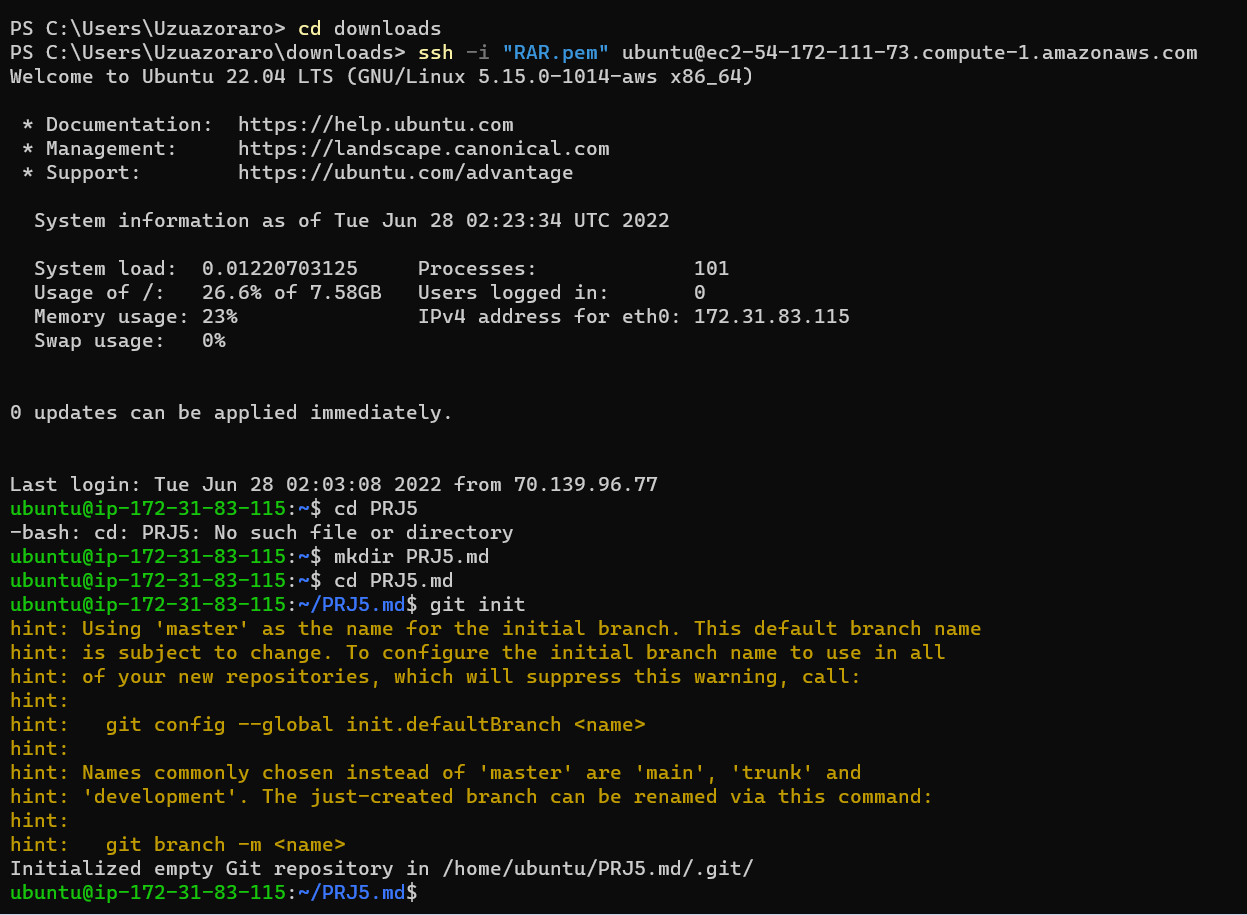 PS C:\Users\Uzuazoraro> cd downloads
PS C:\Users\Uzuazoraro\downloads> ssh -i "RAR.pem" ubuntu@ec2-54-172-111-73.compute-1.amazonaws.com
Welcome to Ubuntu 22.04 LTS (GNU/Linux 5.15.0-1014-aws x86_64)

 * Documentation:  https://help.ubuntu.com
 * Management:     https://landscape.canonical.com
 * Support:        https://ubuntu.com/advantage

  System information as of Tue Jun 28 02:23:34 UTC 2022

  System load:  0.01220703125     Processes:             101
  Usage of /:   26.6% of 7.58GB   Users logged in:       0
  Memory usage: 23%               IPv4 address for eth0: 172.31.83.115
  Swap usage:   0%


0 updates can be applied immediately.


Last login: Tue Jun 28 02:03:08 2022 from 70.139.96.77
ubuntu@ip-172-31-83-115:~$ cd PRJ5
-bash: cd: PRJ5: No such file or directory
ubuntu@ip-172-31-83-115:~$ mkdir PRJ5.md
ubuntu@ip-172-31-83-115:~$ cd PRJ5.md
ubuntu@ip-172-31-83-115:~/PRJ5.md$ git init
hint: Using 'master' as the name for the initial branch. This default branch name
hint: is subject to change. To configure the initial branch name to use in all
hint: of your new repositories, which will suppress this warning, call:
hint:
hint:   git config --global init.defaultBranch <name>
hint:
hint: Names commonly chosen instead of 'master' are 'main', 'trunk' and
hint: 'development'. The just-created branch can be renamed via this command:
hint:
hint:   git branch -m <name>
Initialized empty Git repository in /home/ubuntu/PRJ5.md/.git/
ubuntu@ip-172-31-83-115:~/PRJ5.md$